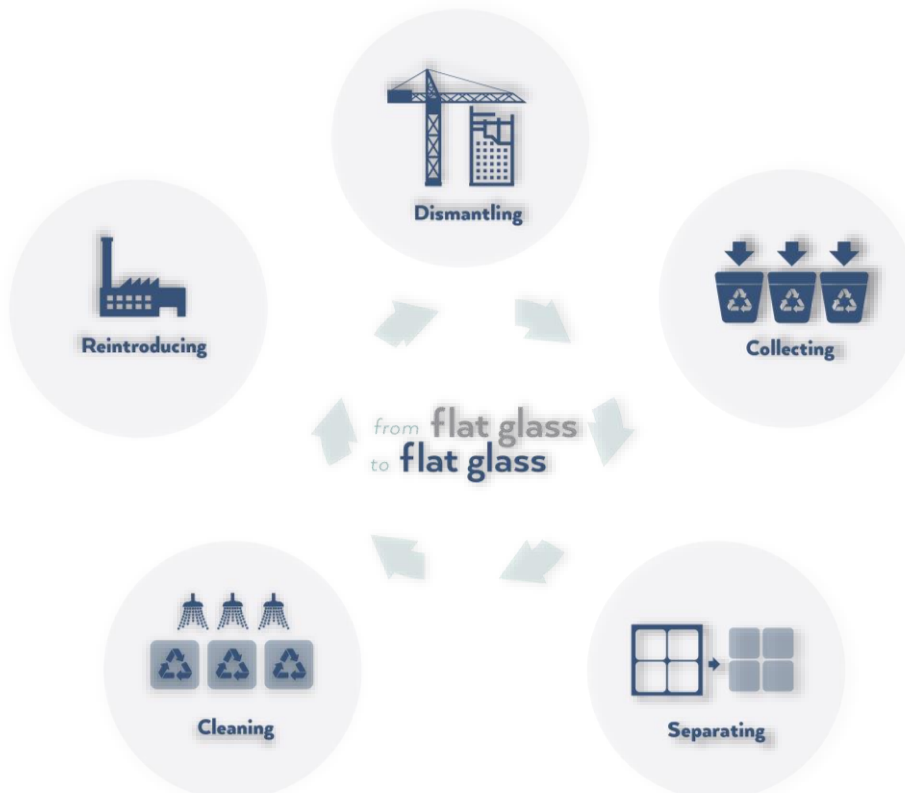 Dismantling
Reintroducing
Collecting
from flat glass
to flat glass
Cleaning
Separating